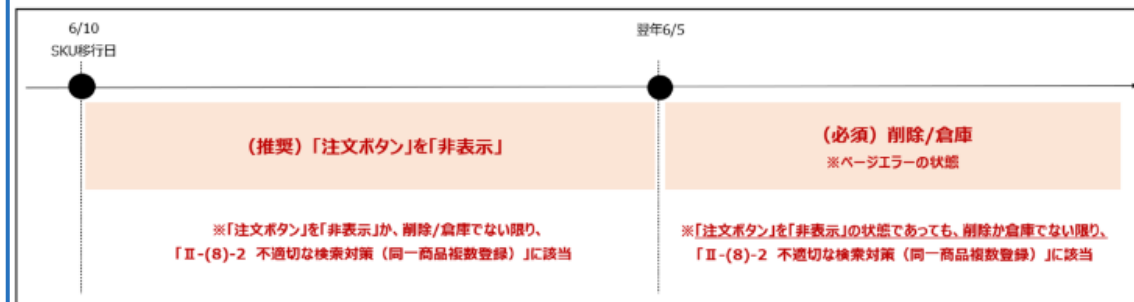 6/10
SKU移行日
翌年6/5
(推奨)「注文ボタン」を「非表示」
(必須) 削除/倉庫
※ページエラーの状態
※「注文ボタン」を「非表示」か、削除/倉庫でない限り、
「Ⅱ-(8)-2 不適切な検索対策(同一商品複数登録)」に該当
※「注文ボタン」を「非表示」の状態であっても、削除か倉庫でない限り、
「Ⅱ-(8)-2 不適切な検索対策(同一商品複数登録)」に該当